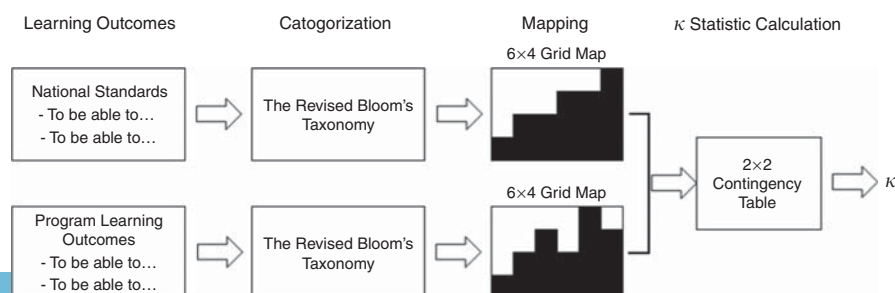 Learning Outcomes
Catogorization
Mapping
κ Statistic Calculation
6×4 Grid Map
National Standards
- To be able to…
- To be able to…
The Revised Bloom's
Taxonomy
2×2
Contingency
Table
κ
6×4 Grid Map
Program Learning
Outcomes
- To be able to…
- To be able to…
The Revised Bloom's
Taxonomy